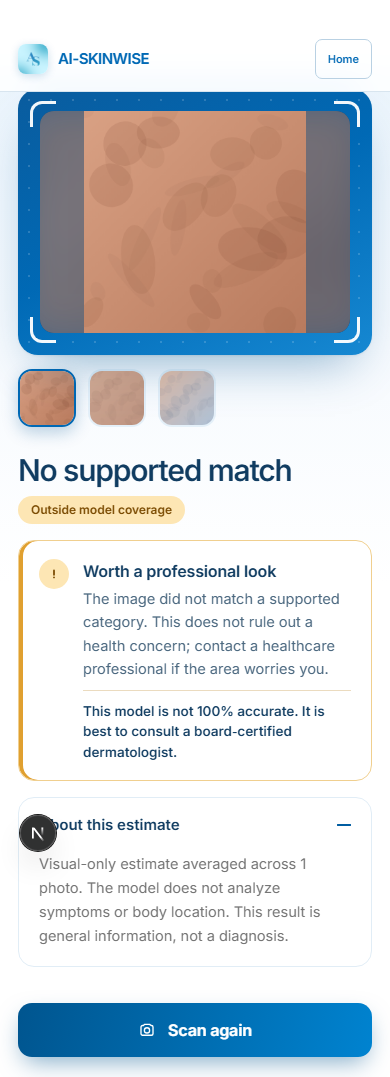 AI-SKINWISE
Home
No supported match
Outside model coverage
!
Worth a professional look
The image did not match a supported
category. This does not rule out a
health concern; contact a healthcare
professional if the area worries you.
This model is not 100% accurate. It is
best to consult a board-certified
dermatologist.
N
bout this estimate
Visual-only estimate averaged across 1
photo. The model does not analyze
symptoms or body location. This result is
general information, not a diagnosis.
Scan again